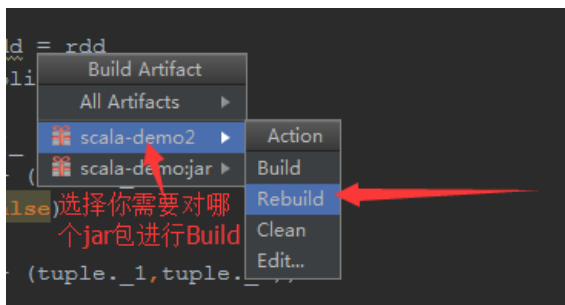 = rdd
Build Artifact
All Artifacts
scala-demo2
Action
scala-demo:jar
Build
Rebuild
选择你需要对哪
个jar包进行Build
Clean
Edit...
(tuple._1,tuple._